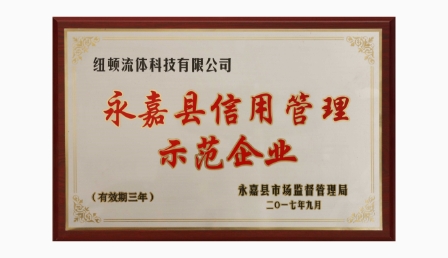 纽顿流体科技有限公司
永嘉县信用管理
示范企业
(有效期三年)
永嘉县市场监督管理局
二〇一七年九月